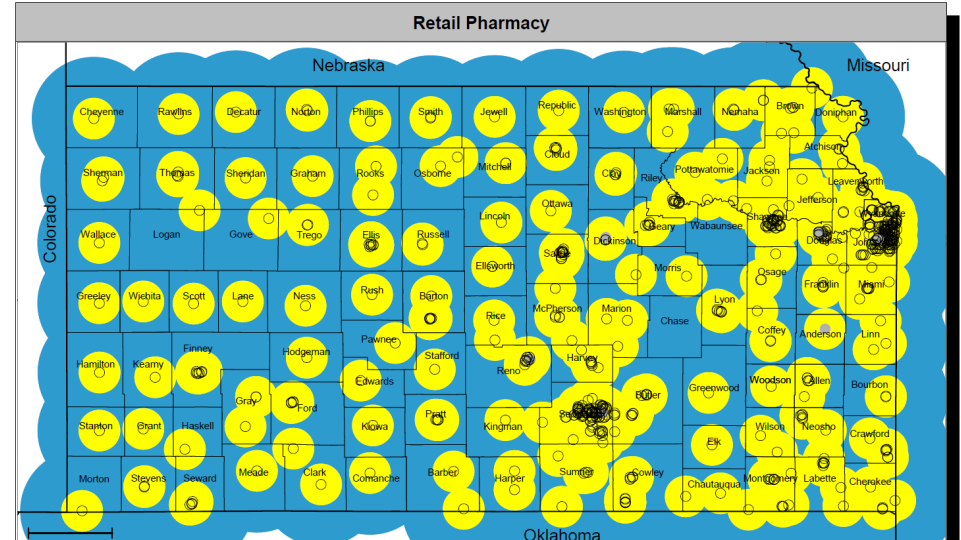 Retail Pharmacy
Nebraska
Missouri
Cheyenne Rawlins Decatur Norton Phillips Smith Jewell Republic Washington Marshall Nemaha Brown Doniphan
Atchison
Sherman Thomas Sheridan Graham Rooks Osborne Mitchell Cloud Clay Riley Pottawatomie Jackson Leavenworth
Jefferson
Colorado
Wallace Logan Gove Trego Ellis Russell Lincoln Ottawa Dickinson Geary Wabaunsee Douglas
Ellsworth Morris Osage
Greeley Wichita Scott Lane Ness Rush Barton Rice McPherson Marion Chase Lyon Franklin Miami
Coffey Anderson Linn
Hamilton Kearny Finney Hodgeman Pawnee Stafford Reno Harvey
Edwards Greenwood Woodson Allen Bourbon
Gray Ford Butler
Stanton Grant Haskell Kiowa Pratt Kingman Elk Wilson Neosho Crawford
Morton Stevens Seward Meade Clark Comanche Barber Harper Sumner Cowley Chautauqua Montgomery Labette Cherokee
Oklahoma